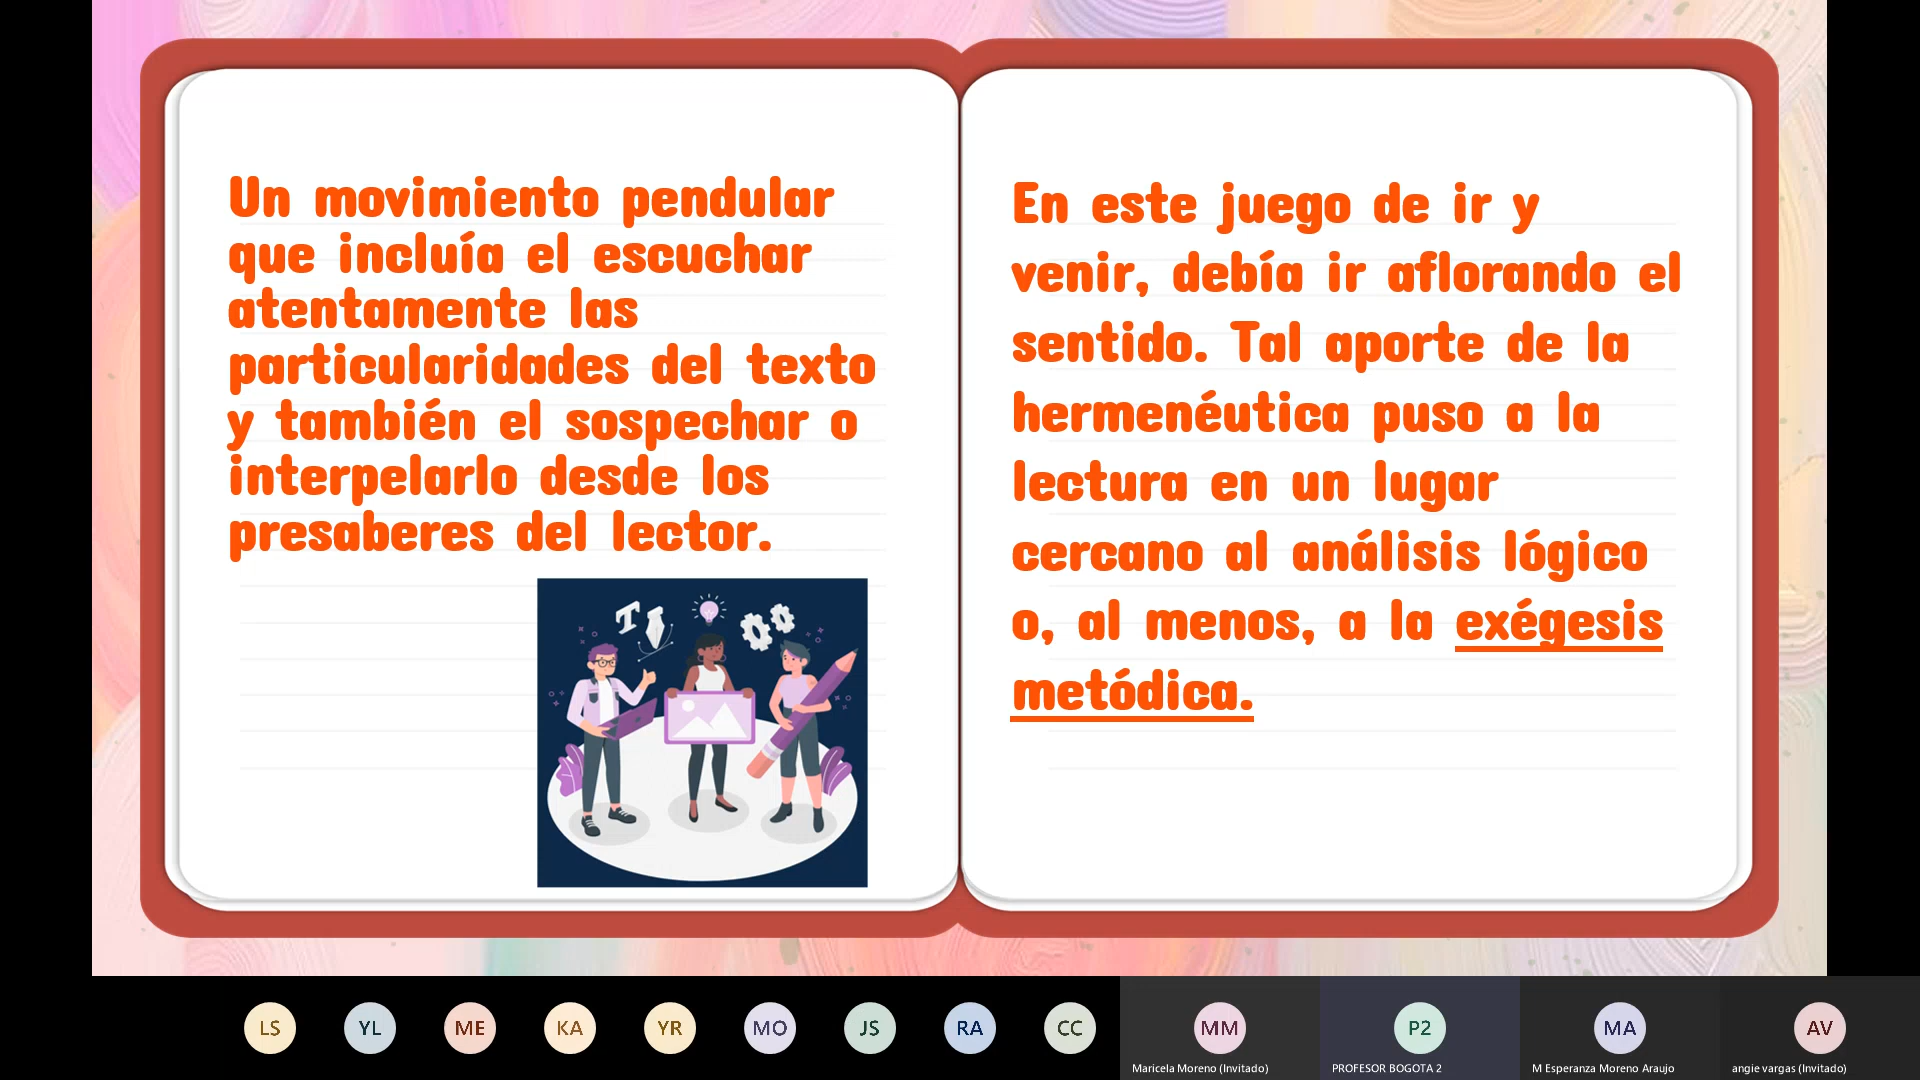 Un movimiento pendular
que incluía el escuchar
atentamente las
particularidades del texto
y también el sospechar o
interpelarlo desde los
presaberes del lector.
En este juego de ir y
venir, debía ir aflorando el
sentido. Tal aporte de la
hermenéutica puso a la
lectura en un lugar
cercano al análisis lógico
o, al menos, a la exégesis
metódica.
T
LS
YL
ME
KA
YR
MO
JS
RA
CC
MM
P2
MA
AV
Maricela Moreno (Invitado)
PROFESOR BOGOTA 2
M Esperanza Moreno Araujo
angie vargas (Invitado)